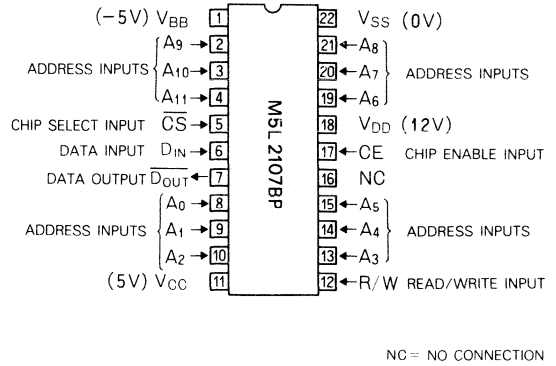 (-5V) VBB 1 22 VSS (0V)
A9 2 21 A8
ADDRESS INPUTS A10 3 20 A7 ADDRESS INPUTS
A11 4 19 A6
CHIP SELECT INPUT CS 5 18 VDD (12V)
DATA INPUT DIN 6 17 CE CHIP ENABLE INPUT
DATA OUTPUT DOUT 7 16 NC
A0 8 15 A5
ADDRESS INPUTS A1 9 14 A4 ADDRESS INPUTS
A2 10 13 A3
(5V) VCC 11 12 R/W READ/WRITE INPUT
M5L2107BP
NC= NO CONNECTION